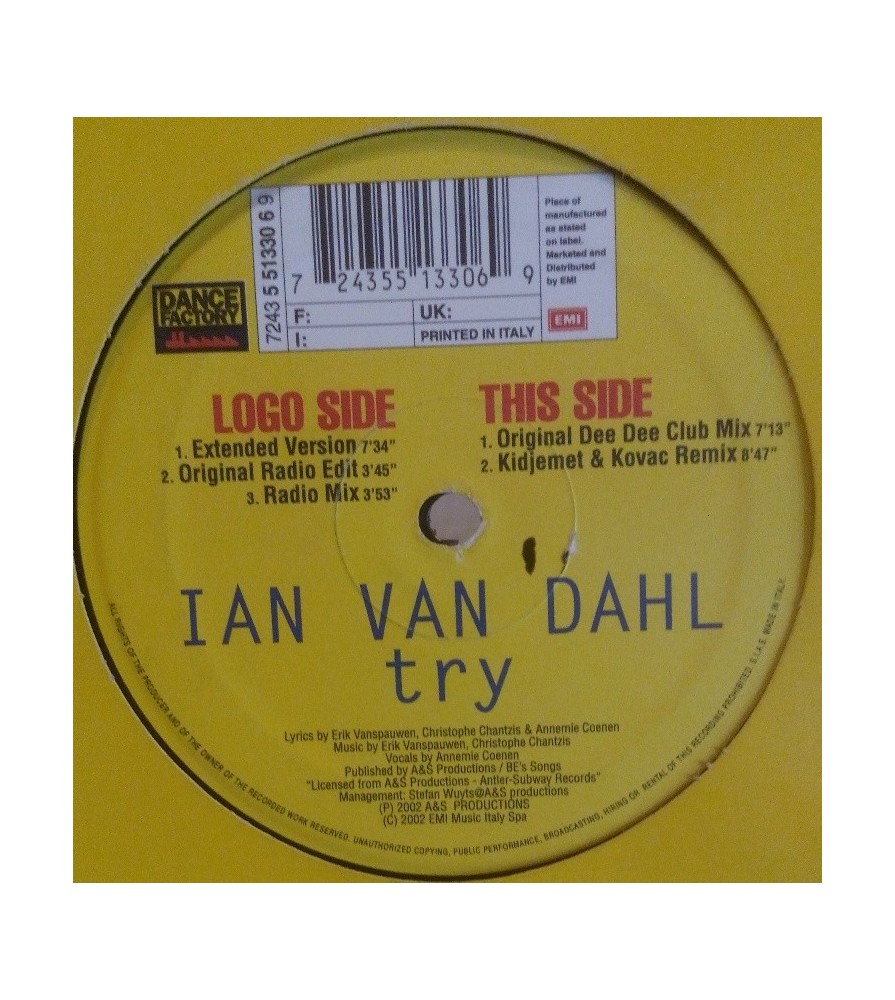 7243 5 51330 6 9
7 24355 13306 9
F:
UK:
I:
PRINTED IN ITALY
Place of
manufactured
as stated
on label.
Marketed and
Distributed
by EMI
EMI
DANCE
FACTORY
LOGO SIDE
1. Extended Version 7'34"
2. Original Radio Edit 3'45"
3. Radio Mix 3'53"
THIS SIDE
1. Original Dee Dee Club Mix 7'13"
2. Kidjemet & Kovac Remix 8'47"
IAN VAN DAHL
try
Lyrics by Erik Vanspauwen, Christophe Chantzis & Annemie Coenen
Music by Erik Vanspauwen, Christophe Chantzis
Vocals by Annemie Coenen
Published by A&S Productions / BE's Songs
"Licensed from A&S Productions - Antler-Subway Records"
Management: Stefan Wuyts@A&S productions
(P) 2002 A&S PRODUCTIONS
(C) 2002 EMI Music Italy Spa
ALL RIGHTS OF THE PRODUCER AND OF THE OWNER OF THE RECORDED WORK RESERVED. UNAUTHORIZED COPYING, PUBLIC PERFORMANCE, BROADCASTING, HIRING OR RENTAL OF THIS RECORDING PROHIBITED. S.I.A.E. MADE IN ITALY.